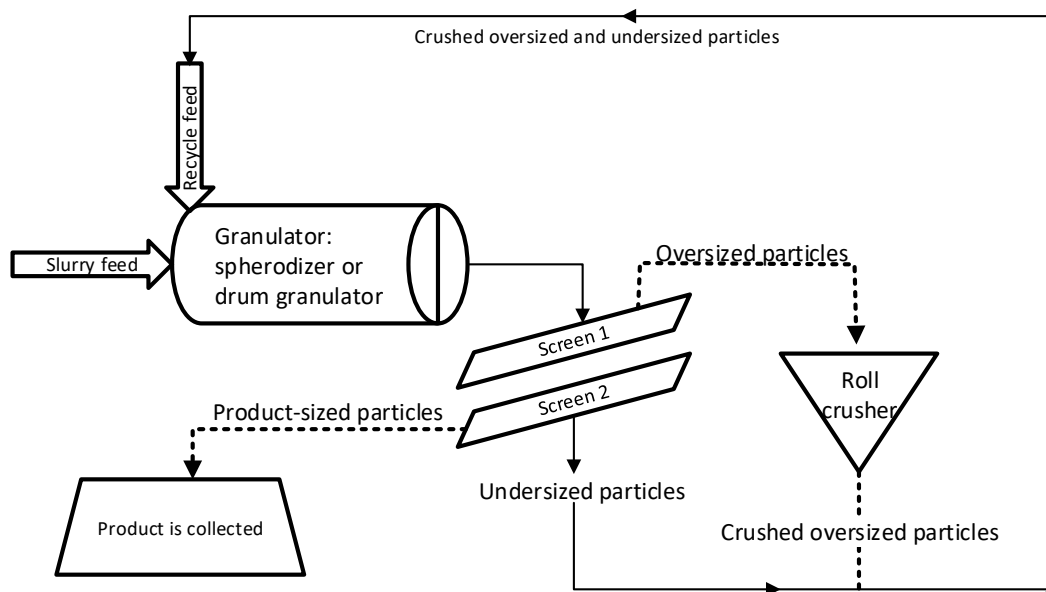 Crushed oversized and undersized particles
Recycle feed
Slurry feed
Granulator:
spherodizer or
drum granulator
Oversized particles
Screen 1
Screen 2
Roll
crusher
Product-sized particles
Product is collected
Undersized particles
Crushed oversized particles